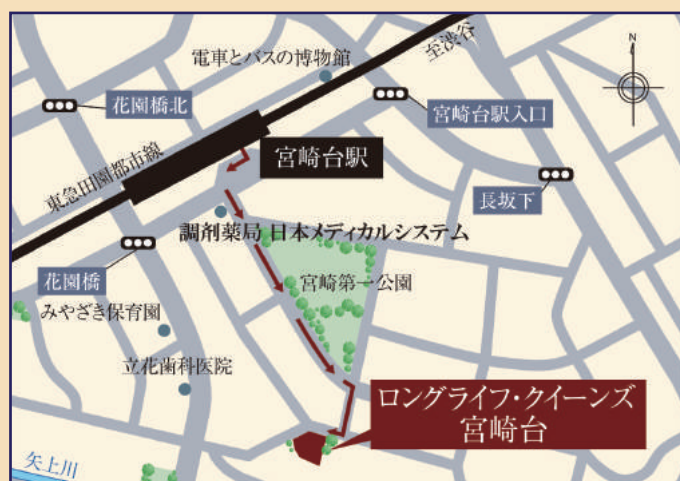 電車とバスの博物館
至渋谷
N
花園橋北
宮崎台駅入口
東急田園都市線
宮崎台駅
長坂下
調剤薬局 日本メディカルシステム
花園橋
宮崎第一公園
みやざき保育園
立花歯科医院
ロングライフ・クイーンズ
宮崎台
矢上川